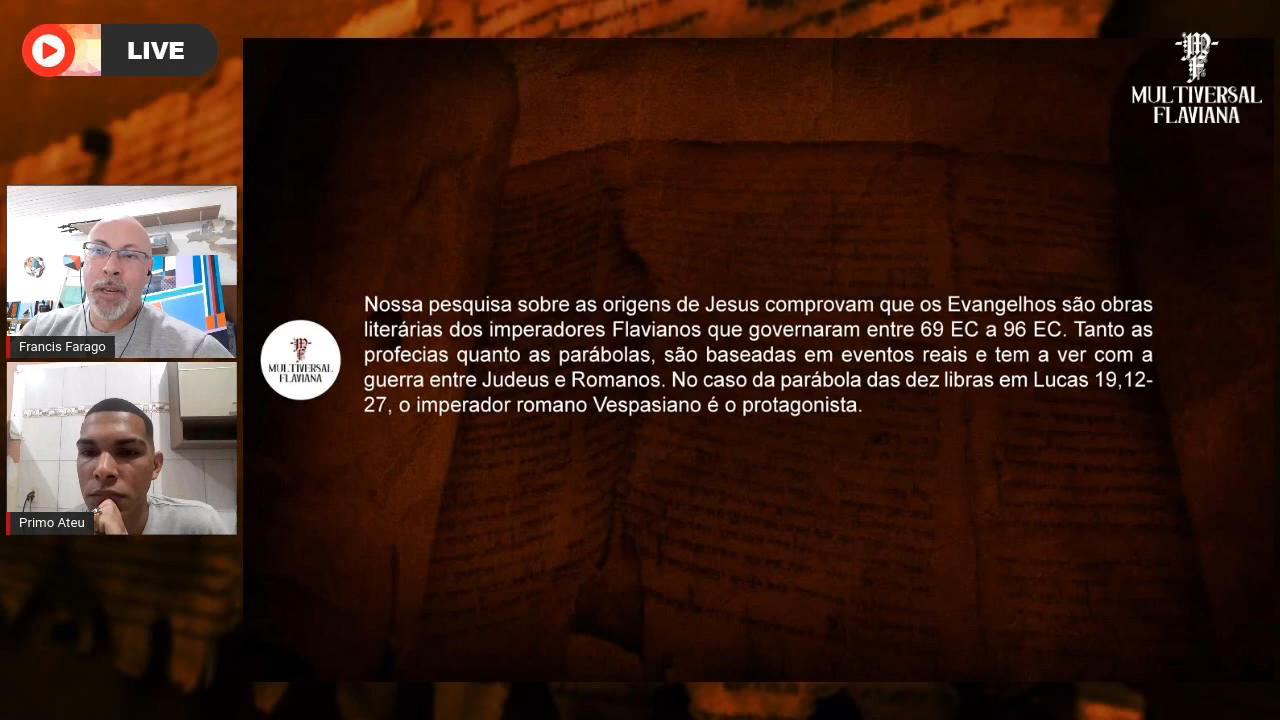 LIVE
MF
MULTIVERSAL
FLAVIANA
Francis Farago
Primo Ateu
MULTIVERSAL
FLAVIANA
Nossa pesquisa sobre as origens de Jesus comprovam que os Evangelhos são obras
literárias dos imperadores Flavianos que governaram entre 69 EC a 96 EC. Tanto as
profecias quanto as parábolas, são baseadas em eventos reais e tem a ver com a
guerra entre Judeus e Romanos. No caso da parábola das dez libras em Lucas 19,12-
27, o imperador romano Vespasiano é o protagonista.